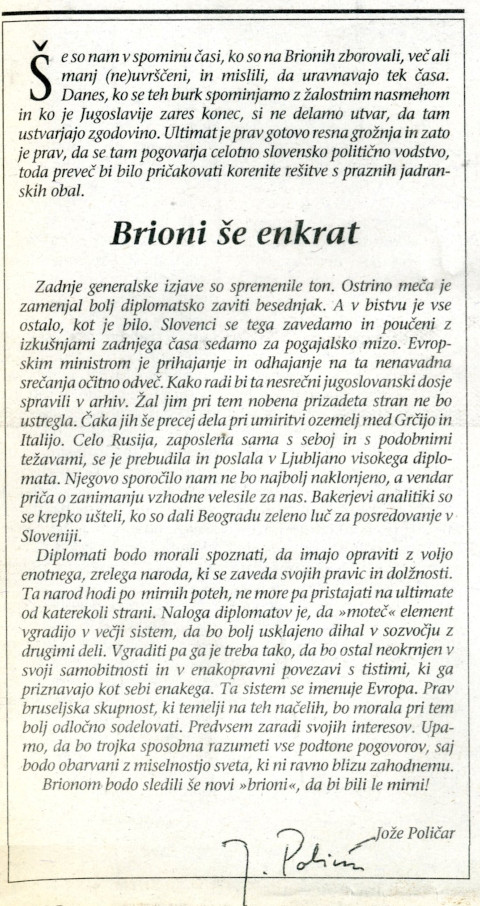 Še so nam v spominu časi, ko so na Brionih zborovali, več ali
manj (ne)uvrščeni, in mislili, da uravnavajo tek časa.
Danes, ko se teh burk spominjamo z žalostnim nasmehom
in ko je Jugoslavije zares konec, si ne delamo utvar, da tam
ustvarjajo zgodovino. Ultimat je prav gotovo resna grožnja in zato
je prav, da se tam pogovarja celotno slovensko politično vodstvo,
toda preveč bi bilo pričakovati korenite rešitve s praznih jadran-
skih obal.
Brioni še enkrat
Zadnje generalske izjave so spremenile ton. Ostrino meča je
zamenjal bolj diplomatsko zaviti besednjak. A v bistvu je vse
ostalo, kot je bilo. Slovenci se tega zavedamo in poučeni z
izkušnjami zadnjega časa sedamo za pogajalsko mizo. Evrop-
skim ministrom je prihajanje in odhajanje na ta nenavadna
srečanja očitno odveč. Kako radi bi ta nesrečni jugoslovanski dosje
spravili v arhiv. Žal jim pri tem nobena prizadeta stran ne bo
ustregla. Čaka jih še precej dela pri umiritvi ozemelj med Grčijo in
Italijo. Celo Rusija, zaposlena sama s seboj in s podobnimi
težavami, se je prebudila in poslala v Ljubljano visokega diplo-
mata. Njegovo sporočilo nam ne bo najbolj naklonjeno, a vendar
priča o zanimanju vzhodne velesile za nas. Bakerjevi analitiki so
se krepko ušteli, ko so dali Beogradu zeleno luč za posredovanje v
Sloveniji.
Diplomati bodo morali spoznati, da imajo opraviti z voljo
enotnega, zrelega naroda, ki se zaveda svojih pravic in dolžnosti.
Ta narod hodi po mirnih poteh, ne more pa pristajati na ultimate
od katerekoli strani. Naloga diplomatov je, da »moteč« element
vgradijo v večji sistem, da bo bolj usklajeno dihal v sozvočju z
drugimi deli. Vgraditi pa ga je treba tako, da bo ostal neokrnjen v
svoji samobitnosti in v enakopravni povezavi s tistimi, ki ga
priznavajo kot sebi enakega. Ta sistem se imenuje Evropa. Prav
bruseljska skupnost, ki temelji na teh načelih, bo morala pri tem
bolj odločno sodelovati. Predvsem zaradi svojih interesov. Upa-
mo, da bo trojka sposobna razumeti vse podtone pogovorov, saj
bodo obarvani z miselnostjo sveta, ki ni ravno blizu zahodnemu.
Brionom bodo sledili še novi »brioni«, da bi bili le mirni!
Jože Poličar
J. Poličar